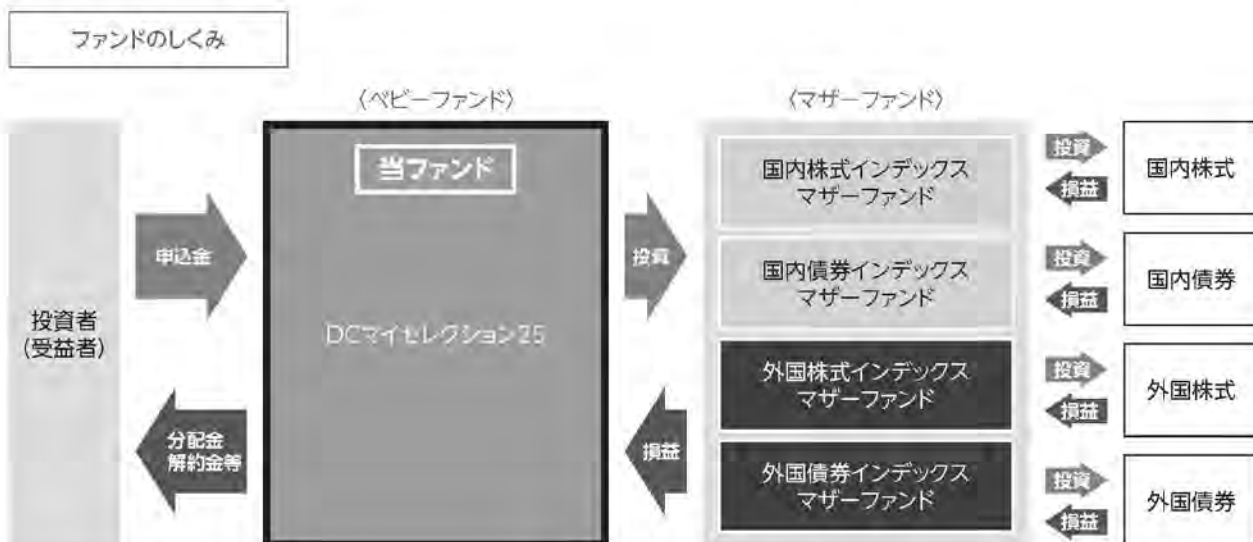 ファンドのしくみ
〈ベビーファンド〉
〈マザーファンド〉
投資者
(受益者)
申込金
分配金
解約金等
当ファンド
DCマイセレクション25
投資
損益
国内株式インデックス
マザーファンド
国内債券インデックス
マザーファンド
外国株式インデックス
マザーファンド
外国債券インデックス
マザーファンド
投資
損益
国内株式
投資
損益
国内債券
投資
損益
外国株式
投資
損益
外国債券